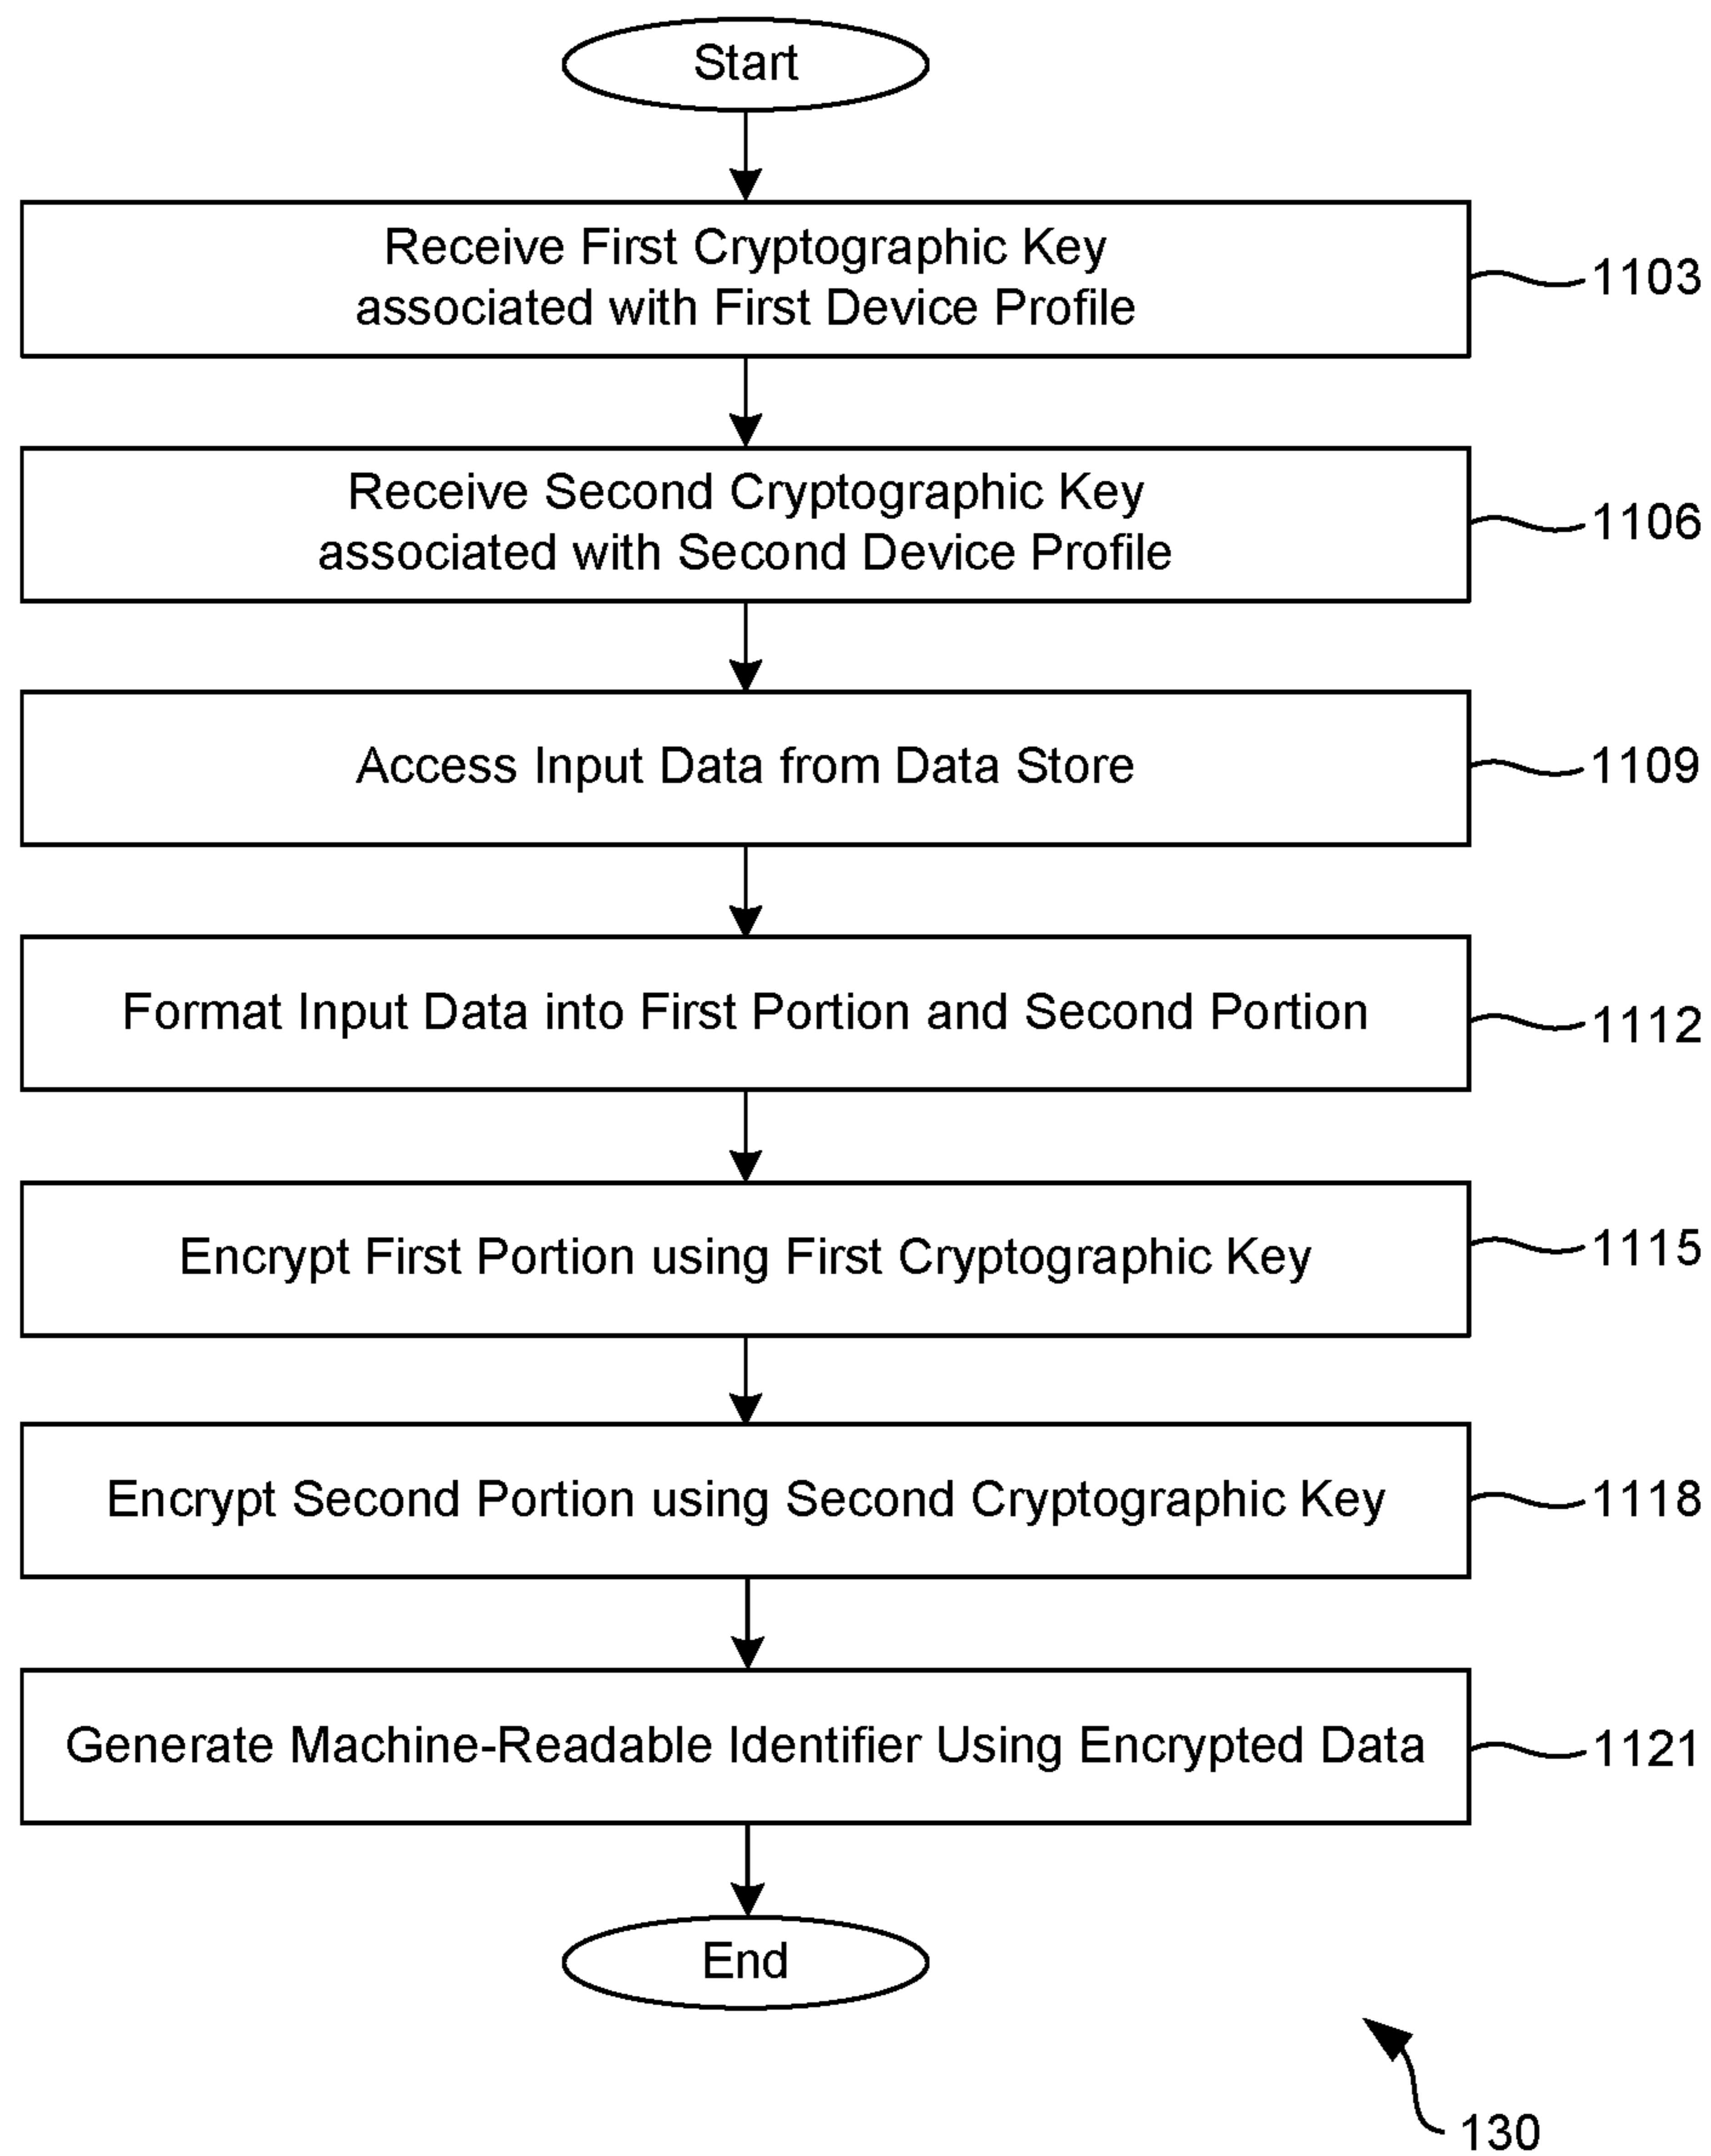 Start
Receive First Cryptographic Key
associated with First Device Profile
1103
Receive Second Cryptographic Key
associated with Second Device Profile
1106
Access Input Data from Data Store
1109
Format Input Data into First Portion and Second Portion
1112
Encrypt First Portion using First Cryptographic Key
1115
Encrypt Second Portion using Second Cryptographic Key
1118
Generate Machine-Readable Identifier Using Encrypted Data
1121
End
130